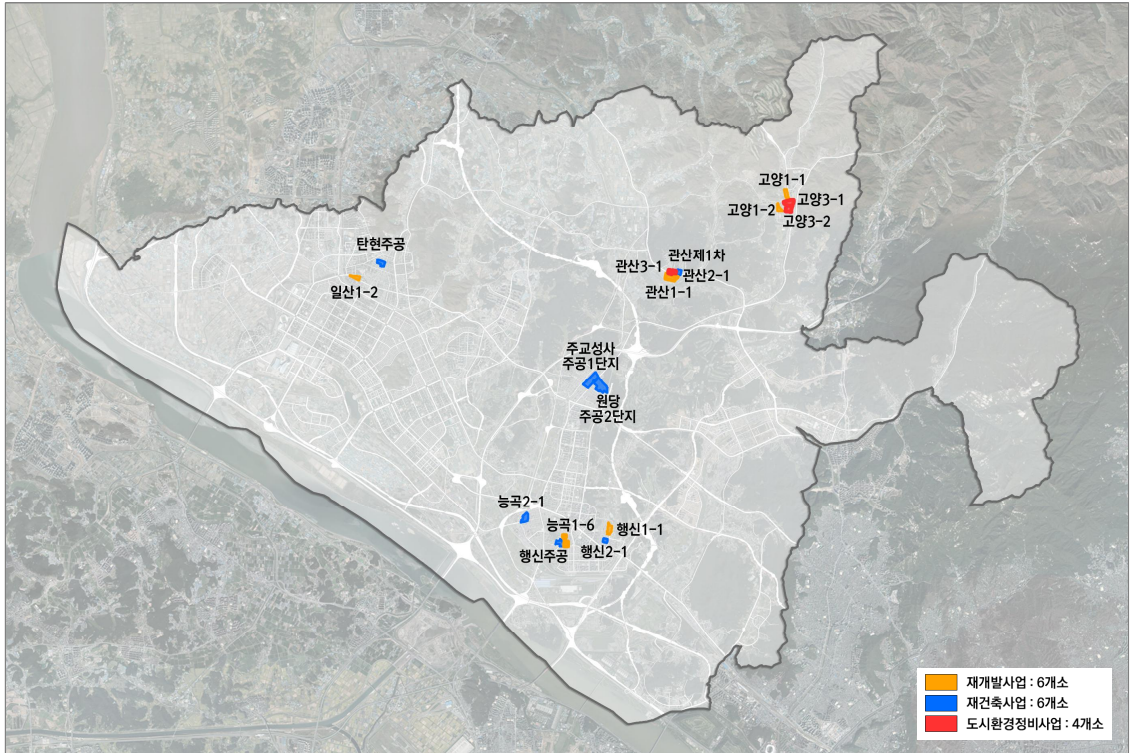 고양1-1
고양3-1
고양1-2
고양3-2
탄현주공
관산제1차
관산3-1
관산2-1
일산1-2
관산1-1
주교성사
주공1단지
원당
주공2단지
능곡2-1
능곡1-6
행신1-1
행신주공
행신2-1
재개발사업 : 6개소
재건축사업 : 6개소
도시환경정비사업 : 4개소